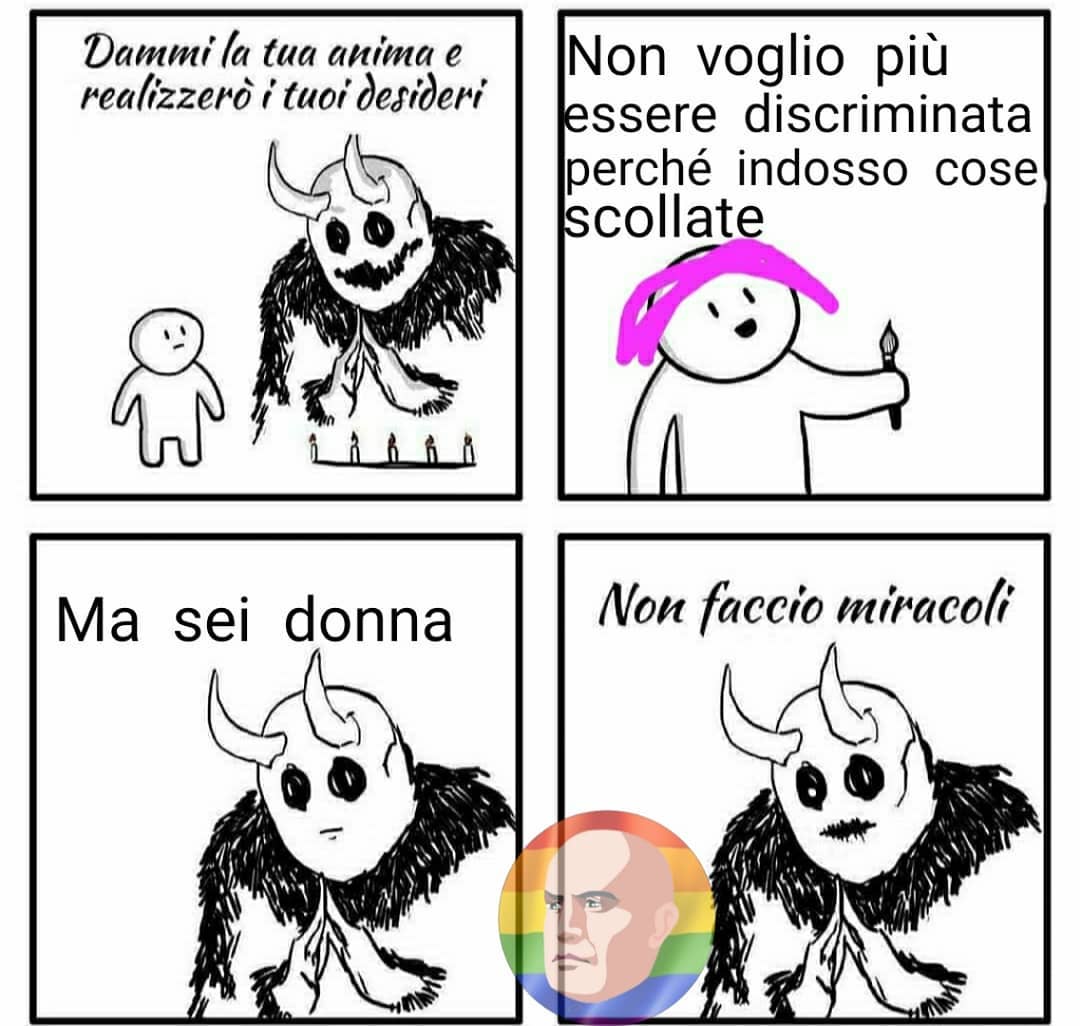 Dammi la tua anima e
realizzerò i tuoi desideri
Non voglio più
essere discriminata
perché indosso cose
scollate
Ma sei donna
Non faccio miracoli